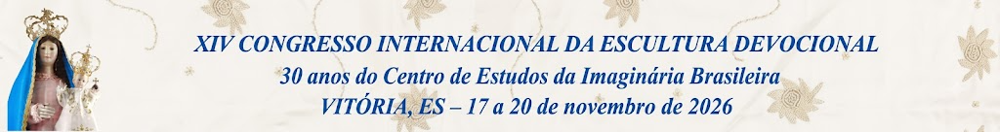 XIV CONGRESSO INTERNACIONAL DA ESCULTURA DEVOCIONAL
30 anos do Centro de Estudos da Imaginária Brasileira
VITÓRIA, ES – 17 a 20 de novembro de 2026